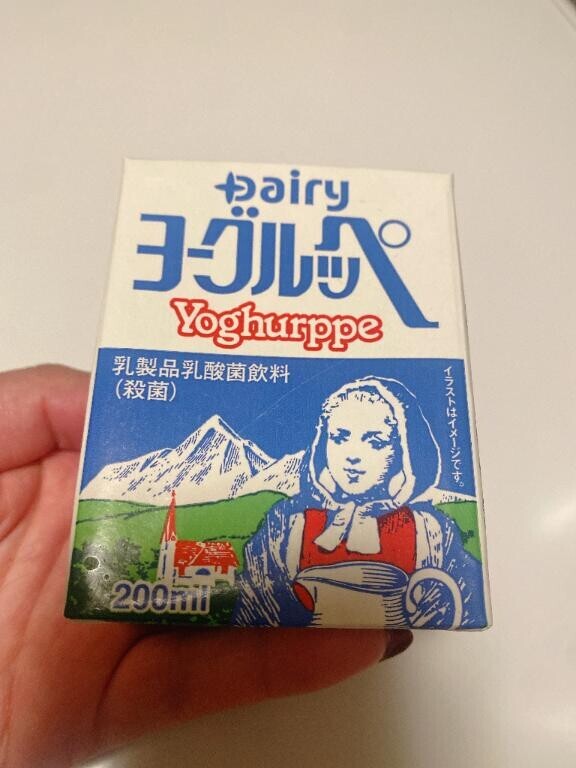 Dairy
ヨーグルッペ
Yoghurppe
乳製品乳酸菌飲料
(殺菌)
イラストはイメージです。
200ml